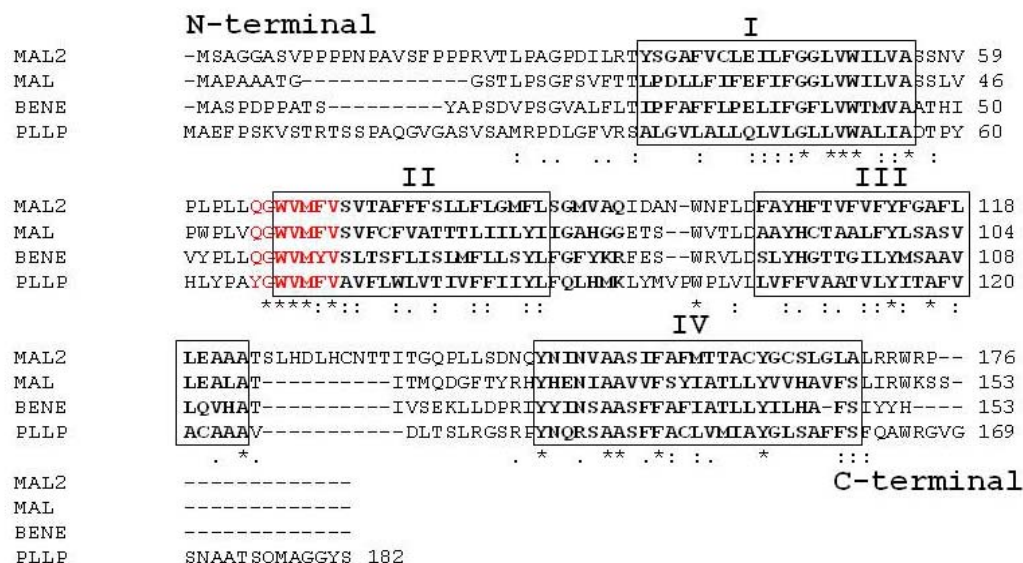 N-terminal
I
MAL2 -MSAGGASVPPPPNPAVSFPPPRVTLPAGPDILRTYSGAFVCLEILFGGLVWILVASSNV 59
MAL -MAPAAATG------------GSTLPSGFSVFTTLPDLLFIFEFIFGGLVWILVASSLV 46
BENE -MASPDPPATS----------YAPSDVPSGVALFLTIPFAFFLPELIFGFLVWTMVAATHI 50
PLLP MAEFPSKVSTRTSSPAQGVGASVSAMRPDLGFVRSALGVLALLQLVLGLLVWALIADTPY 60
: .. .. : : ::::* *** ::* :
II
III
MAL2 PLPLLQGWVMFVSVTAFFFSLLFLGMFLSGMVAQIDAN-WNFLDFAYHFTVFVFYFGAFL 118
MAL PWPLVQGWVMFVSVFCFVATTTLIILYIIGAHGGETS--WVTLDAAYHCTAALFYLSASV 104
BENE VYPLLQGWVMYVSLTSFLISLMFLLSYLFGFYKRFES--WRVLDSLYHGTTGILYMSAAV 108
PLLP HLYPAYGWVMFVAVFLWLVTIVFFIIYLFQLHMKLYMVPWPLVLLVFFVAATVLYITAFV 120
****:*:: :. : :: :: * : : .: .::*: * :
IV
MAL2 LEAAATSLHDLHCNTTITGQPLLSDNQYNINVAASIFAFMTTACYGCSLGLALRRWRP-- 176
MAL LEALAT----------ITMQDGFTYRHYHENIAAVVFSYIATLLYVVHAVFSLIRWKSS- 153
BENE LQVHAT----------IVSEKLLDPRIYYINSAASFFAFIATLLYILHA-FSIYYH---- 153
PLLP ACAAAV-----------DLTSLRGSRPYNQRSAASFFACLVMIAYGLSAFFSFQAWRGVG 169
. *. . * . ** .*: :. * :::
C-terminal
MAL2 -------------
MAL -------------
BENE -------------
PLLP SNAATSQMAGGYS 182